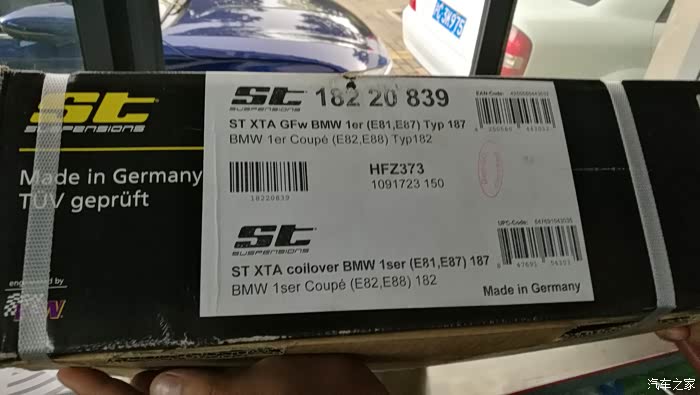 st
SUSPENSIONS
Made in Germany
TÜV geprüft
engineered by
KW
st
SUSPENSIONS
182 20 839
EAN-Code:
ST XTA GFw BMW 1er (E81,E87) Typ 187
BMW 1er Coupé (E82,E88) Typ182
HFZ373
1091723 150
18220839
st
SUSPENSIONS
UPC-Code:
ST XTA coilover BMW 1ser (E81,E87) 187
BMW 1ser Coupé (E82,E88) 182
Made in Germany
汽车之家